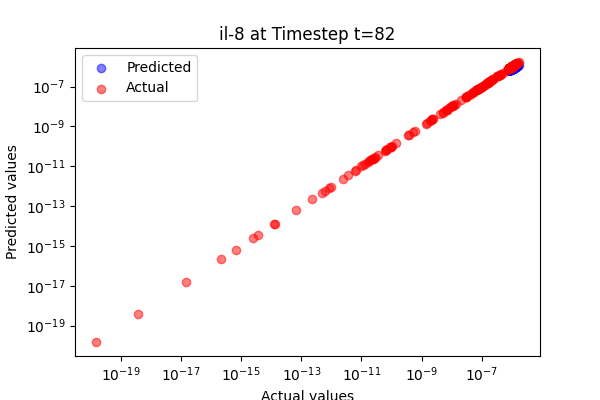 il-8 at Timestep t=82
Predicted
Actual
Predicted values
10⁻⁷
10⁻⁹
10⁻¹¹
10⁻¹³
10⁻¹⁵
10⁻¹⁷
10⁻¹⁹
10⁻¹⁹ 10⁻¹⁷ 10⁻¹⁵ 10⁻¹³ 10⁻¹¹ 10⁻⁹ 10⁻⁷
Actual values